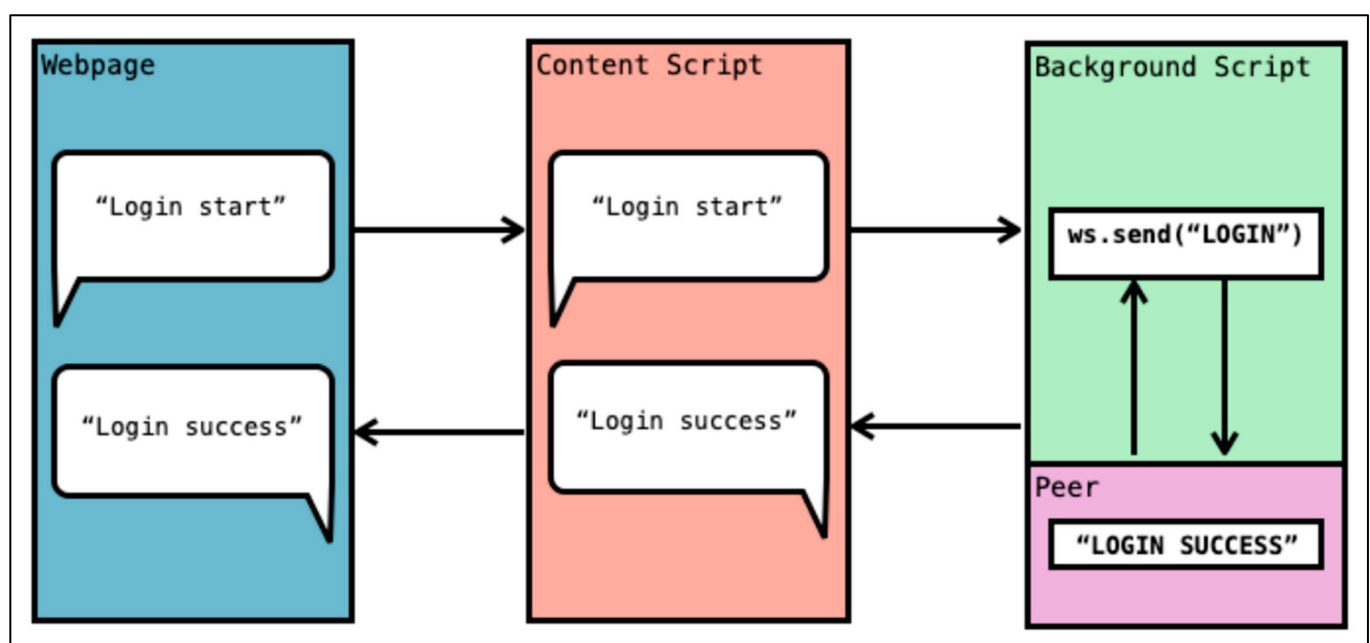 Webpage
“Login start”
“Login success”
Content Script
“Login start”
“Login success”
Background Script
ws.send(“LOGIN”)
Peer
“LOGIN SUCCESS”